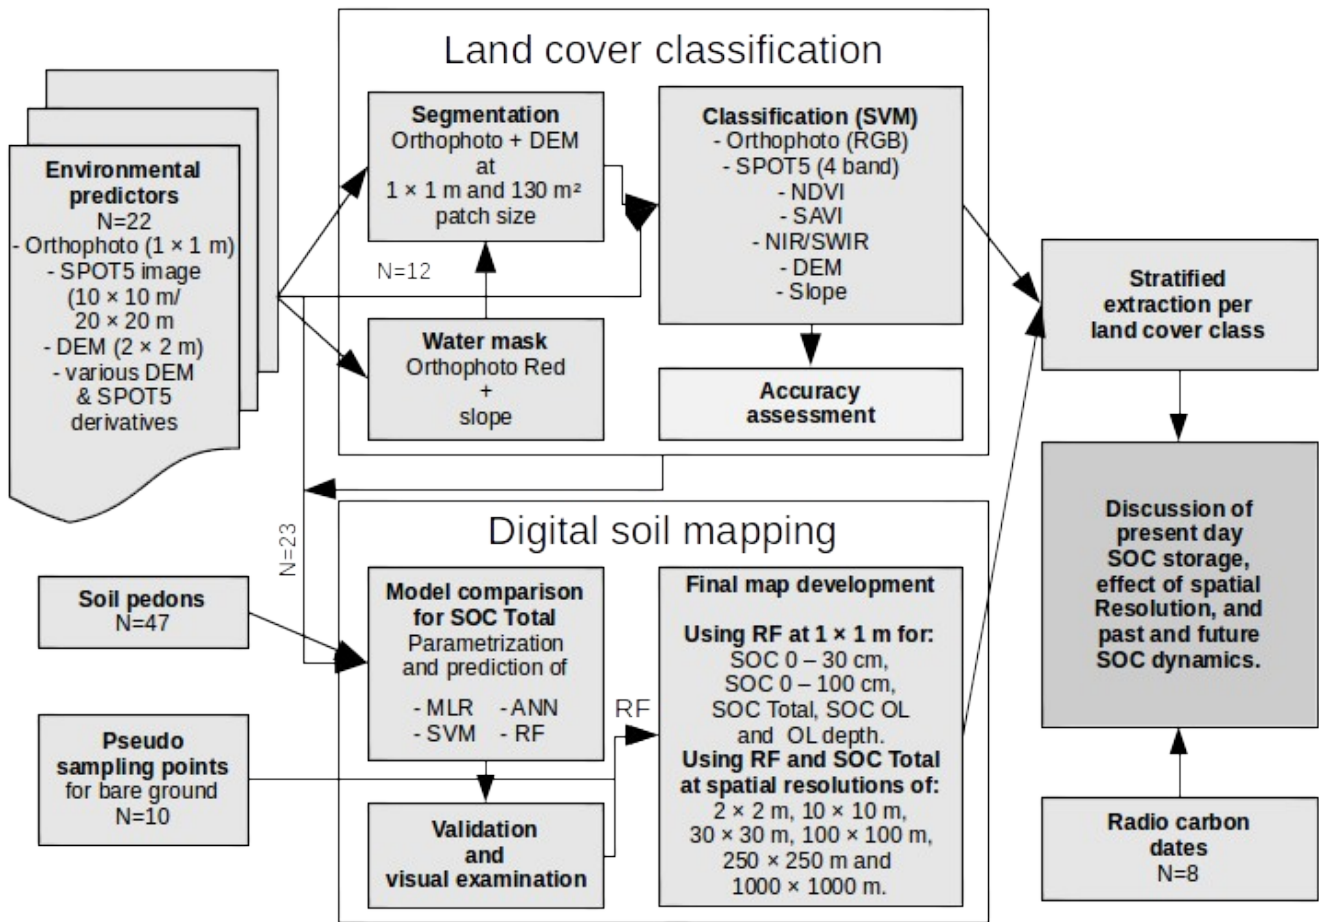 Land cover classification
Environmental
predictors
N=22
- Orthophoto (1 × 1 m)
- SPOT5 image
(10 × 10 m/
20 × 20 m
- DEM (2 × 2 m)
- various DEM
& SPOT5
derivatives
Segmentation
Orthophoto + DEM
at
1 × 1 m and 130 m²
patch size
N=12
Water mask
Orthophoto Red
+
slope
Classification (SVM)
- Orthophoto (RGB)
- SPOT5 (4 band)
- NDVI
- SAVI
- NIR/SWIR
- DEM
- Slope
Accuracy
assessment
Stratified
extraction per
land cover class
N=23
Digital soil mapping
Soil pedons
N=47
Pseudo
sampling points
for bare ground
N=10
Model comparison
for SOC Total
Parametrization
and prediction of
- MLR - ANN
- SVM - RF
Validation
and
visual examination
RF
Final map development
Using RF at 1 × 1 m for:
SOC 0 – 30 cm,
SOC 0 – 100 cm,
SOC Total, SOC OL
and OL depth.
Using RF and SOC Total
at spatial resolutions of:
2 × 2 m, 10 × 10 m,
30 × 30 m, 100 × 100 m,
250 × 250 m and
1000 × 1000 m.
Discussion of
present day
SOC storage,
effect of spatial
Resolution, and
past and future
SOC dynamics.
Radio carbon
dates
N=8